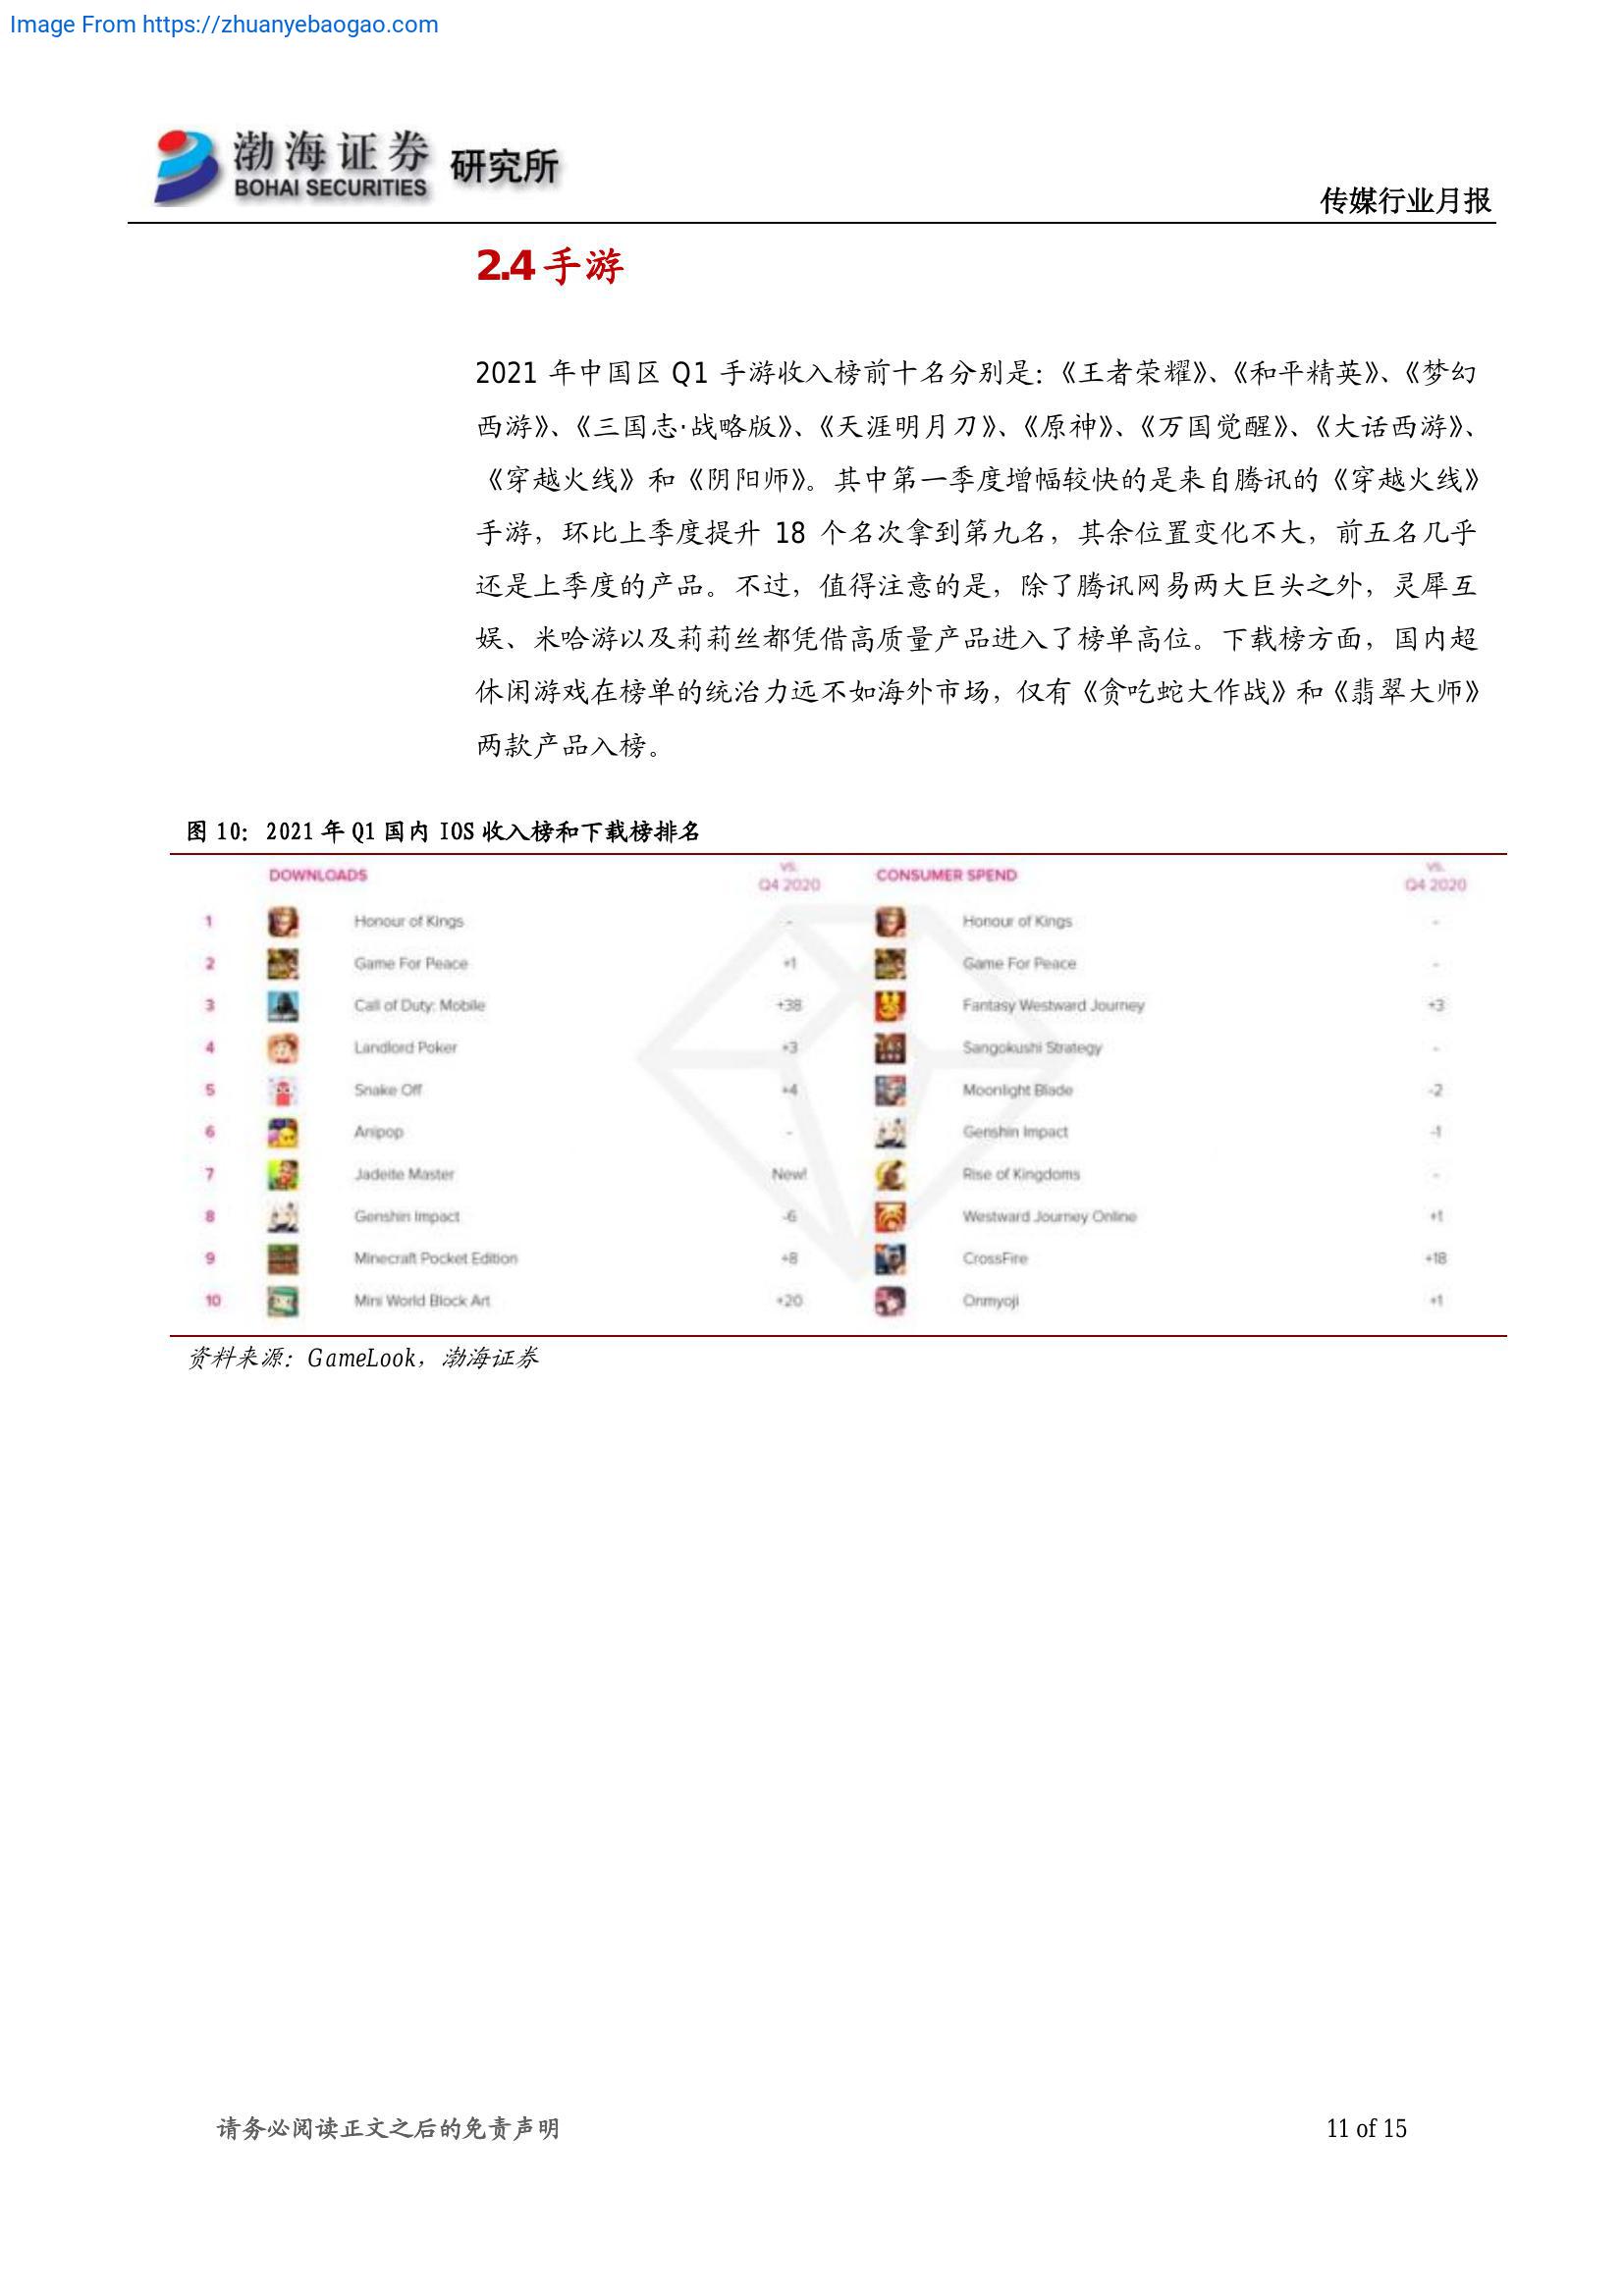 Image From https://zhuanyebaogao.com
渤海证券 研究所
BOHAI SECURITIES
传媒行业月报
2.4 手游
2021 年中国区 Q1 手游收入榜前十名分别是：《王者荣耀》、《和平精英》、《梦幻
西游》、《三国志·战略版》、《天涯明月刀》、《原神》、《万国觉醒》、《大话西游》、
《穿越火线》和《阴阳师》。其中第一季度增幅较快的是来自腾讯的《穿越火线》
手游，环比上季度提升 18 个名次拿到第九名，其余位置变化不大，前五名几乎
还是上季度的产品。不过，值得注意的是，除了腾讯网易两大巨头之外，灵犀互
娱、米哈游以及莉莉丝都凭借高质量产品进入了榜单高位。下载榜方面，国内超
休闲游戏在榜单的统治力远不如海外市场，仅有《贪吃蛇大作战》和《翡翠大师》
两款产品入榜。
图 10： 2021 年 Q1 国内 IOS 收入榜和下载榜排名
DOWNLOADS VS. Q4 2020 CONSUMER SPEND VS. Q4 2020
1 Honour of Kings - Honour of Kings -
2 Game For Peace +1 Game For Peace -
3 Call of Duty: Mobile +38 Fantasy Westward Journey +3
4 Landlord Poker +3 Sangokushi Strategy -
5 Snake Off +4 Moonlight Blade -2
6 Anipop - Genshin Impact -1
7 Jadeite Master New! Rise of Kingdoms -
8 Genshin Impact -6 Westward Journey Online +1
9 Minecraft Pocket Edition +8 CrossFire +18
10 Mini World Block Art +20 Onmyoji +1
资料来源：GameLook，渤海证券
请务必阅读正文之后的免责声明 11 of 15